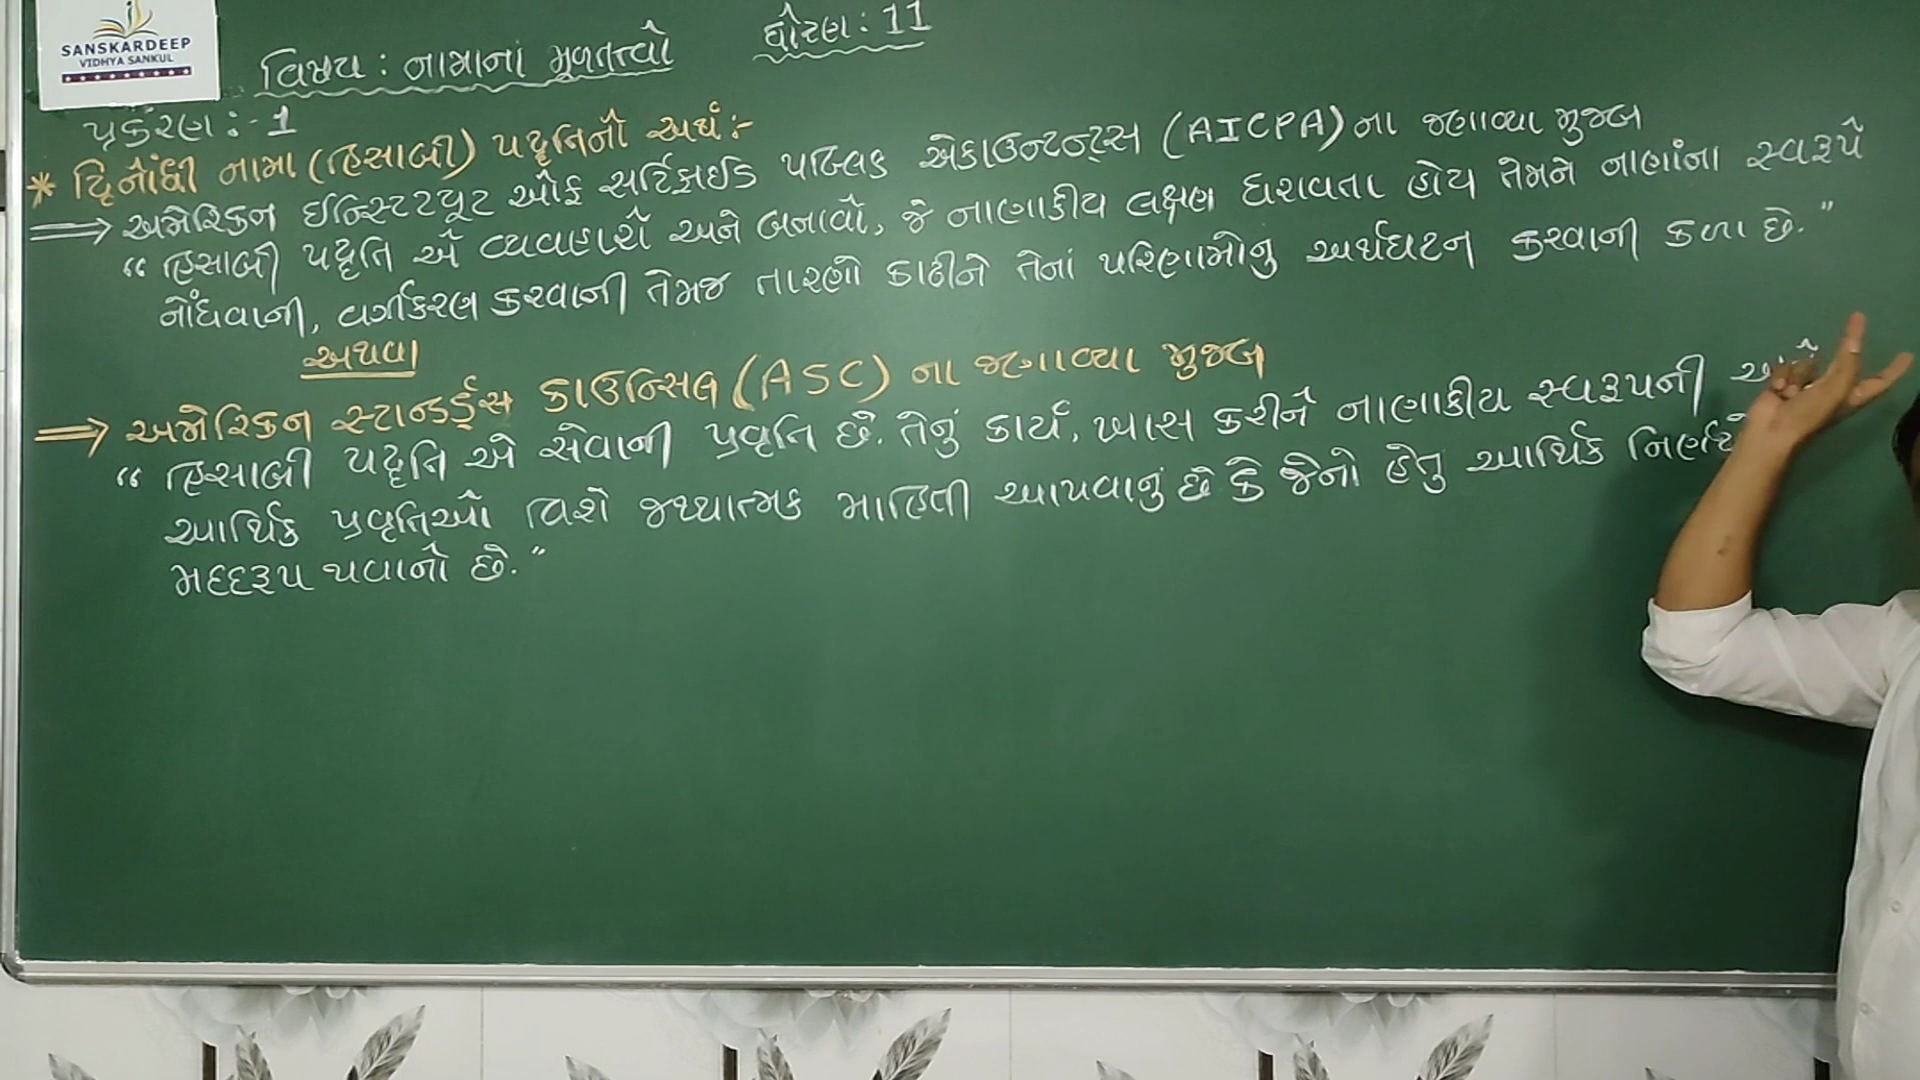 SANSKARDEEP
VIDHYA SANKUL
વિષય : નામાનાં મૂળતત્ત્વો ધોરણ : 11
પ્રકરણ :- 1
* દ્વિનોંધી નામા (હિસાબી) પદ્ધતિનો અર્થ :-
⇒ અમેરિકન ઈન્સ્ટિટ્યૂટ ઓફ સર્ટિફાઈડ પબ્લિક એકાઉન્ટન્ટ્સ (AICPA) ના જણાવ્યા મુજબ
“ હિસાબી પદ્ધતિ એ વ્યવહારો અને બનાવો, જે નાણાકીય લક્ષણ ધરાવતા હોય તેમને નાણાંના સ્વરૂપે
નોંધવાની, વર્ગીકરણ કરવાની તેમજ તારણો કાઢીને તેનાં પરિણામોનુ અર્થઘટન કરવાની કળા છે.”
અથવા
⇒ અમેરિકન સ્ટાન્ડર્ડ્સ કાઉન્સિલ (ASC) ના જણાવ્યા મુજબ
“ હિસાબી પદ્ધતિ એ સેવાની પ્રવૃતિ છે. તેનું કાર્ય, ખાસ કરીને નાણાકીય સ્વરૂપની
આર્થિક પ્રવૃતિઓ વિશે જથ્થાત્મક માહિતી આપવાનું છે કે જેનો હેતુ આર્થિક
મદદરૂપ થવાનો છે.”